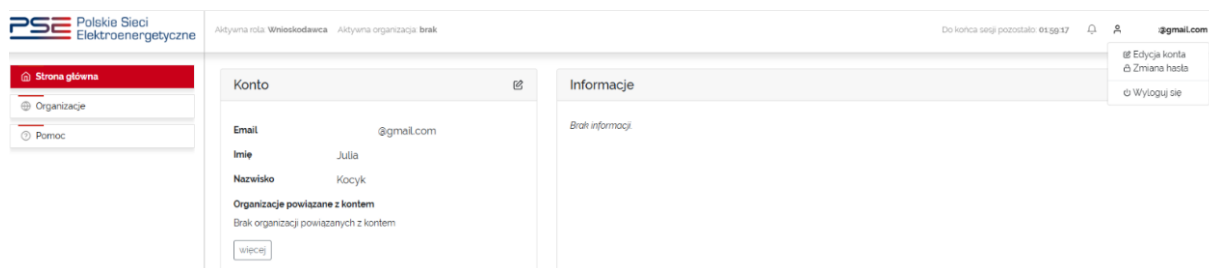 PSE Polskie Sieci
Elektroenergetyczne
Aktywna rola: Wnioskodawca Aktywna organizacja: brak
Do końca sesji pozostało: 01:59:17
@gmail.com
Edycja konta
Zmiana hasła
Wyloguj się
Strona główna
Organizacje
Pomoc
Konto
Email @gmail.com
Imię Julia
Nazwisko Kocyk
Organizacje powiązane z kontem
Brak organizacji powiązanych z kontem
więcej
Informacje
Brak informacji.